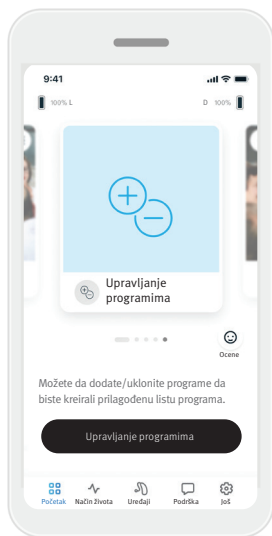 9:41
100% L
D 100%
Upravljanje
programima
Ocene
Možete da dodate/uklonite programe da
biste kreirali prilagođenu listu programa.
Upravljanje programima
Početak Način života Uređaji Podrška Još